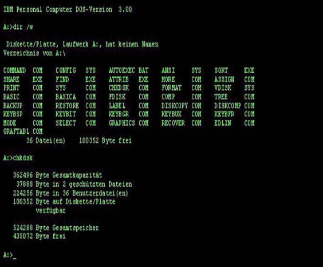 IBM Personal Computer DOS-Version 3.00
A:>dir /w
Diskette/Platte, Laufwerk A:, hat keinen Namen
Verzeichnis von A:\
COMMAND COM CONFIG SYS AUTOEXEC BAT ANSI SYS SORT EXE
SHARE EXE FIND EXE ATTRIB EXE MORE COM ASSIGN COM
PRINT COM SYS COM CHKDSK COM FORMAT COM VDISK SYS
BASIC COM BASICA COM FDISK COM COMP COM TREE COM
BACKUP COM RESTORE COM LABEL COM DISKCOPY COM DISKCOMP COM
KEYBSP COM KEYBIT COM KEYBGR COM KEYBUK COM KEYBFR COM
MODE COM SELECT COM GRAPHICS COM RECOVER COM EDLIN COM
GRAFTABL COM
36 Datei(en) 100352 Byte frei
A:>chkdsk
362496 Byte Gesamtkapazität
37888 Byte in 2 geschützten Dateien
224256 Byte in 36 Benutzerdatei(en)
100352 Byte auf Diskette/Platte
verfügbar
524288 Byte Gesamtspeicher
435072 Byte frei
A:>_